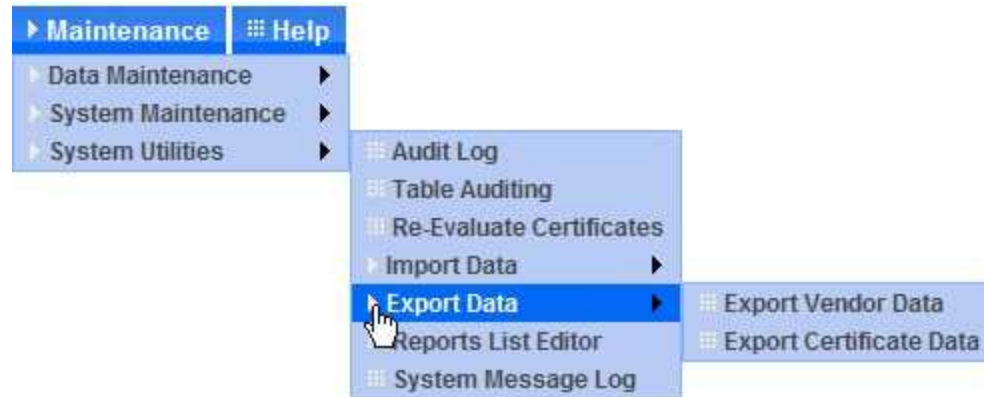 Maintenance Help
Data Maintenance
System Maintenance
System Utilities
Audit Log
Table Auditing
Re-Evaluate Certificates
Import Data
Export Data
Reports List Editor
System Message Log
Export Vendor Data
Export Certificate Data